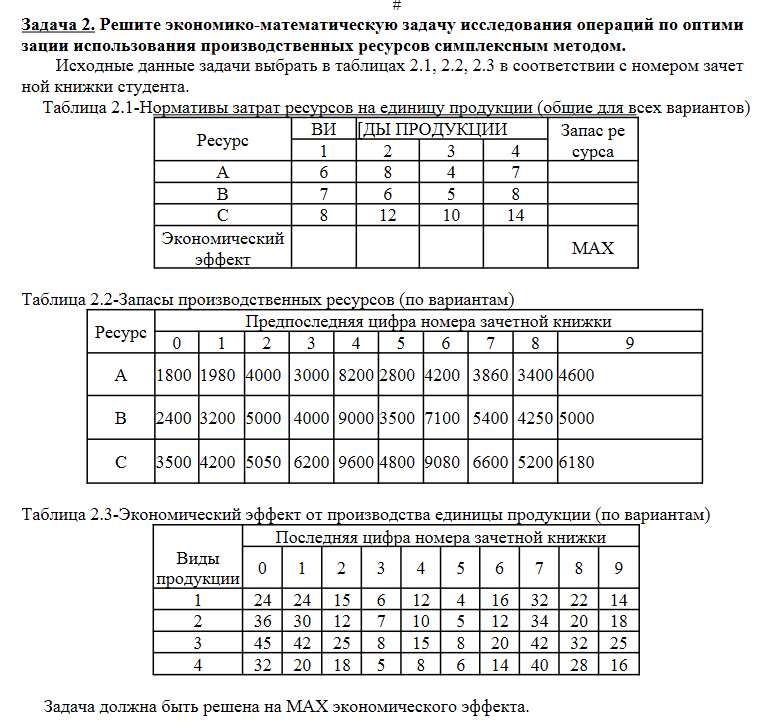 #
Задача 2. Решите экономико-математическую задачу исследования операций по оптими
зации использования производственных ресурсов симплексным методом.
Исходные данные задачи выбрать в таблицах 2.1, 2.2, 2.3 в соответствии с номером зачет
ной книжки студента.
Таблица 2.1-Нормативы затрат ресурсов на единицу продукции (обшие для всех вариантов)
Ресурс ВИ [ДЫ ПРОДУКЦИИ Запас ре
сурса
1 2 3 4
А 6 8 4 7
В 7 6 5 8
С 8 12 10 14
Экономический
эффект MAX
Таблица 2.2-Запасы производственных ресурсов (по вариантам)
Ресурс Предпоследняя цифра номера зачетной книжки
0 1 2 3 4 5 6 7 8 9
А 1800 1980 4000 3000 8200 2800 4200 3860 3400 4600
В 2400 3200 5000 4000 9000 3500 7100 5400 4250 5000
С 3500 4200 5050 6200 9600 4800 9080 6600 5200 6180
Таблица 2.3-Экономический эффект от производства единицы продукции (по вариантам)
Виды
продукции Последняя цифра номера зачетной книжки
0 1 2 3 4 5 6 7 8 9
1 24 24 15 6 12 4 16 32 22 14
2 36 30 12 7 10 5 12 34 20 18
3 45 42 25 8 15 8 20 42 32 25
4 32 20 18 5 8 6 14 40 28 16
Задача должна быть решена на MAX экономического эффекта.